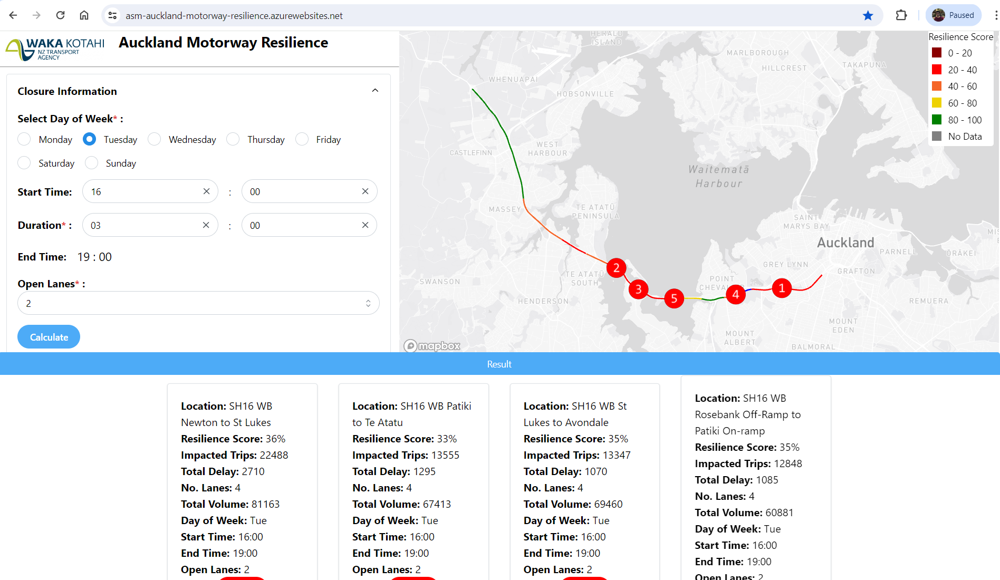 asm-auckland-motorway-resilience.azurewebsites.net
Paused
WAKA KOTAHI
NZ TRANSPORT
AGENCY
Auckland Motorway Resilience
Closure Information
Select Day of Week* :
Monday Tuesday Wednesday Thursday Friday
Saturday Sunday
Start Time: 16 : 00
Duration* : 03 : 00
End Time: 19 : 00
Open Lanes* :
2
Calculate
Resilience Score
0 - 20
20 - 40
40 - 60
60 - 80
80 - 100
No Data
HERALD
ISLAND
MARLBOROUGH
HILLCREST
TAKAPUNA
WHENUAPAI
HOBSONVILLE
WEST
HARBOUR
CASTLEFINN
Waitematā
Harbour
MASSEY
TE ATATŪ
PENINSULA
SAINT
MARYS BAY
Auckland
PARNELL
ŌRĀKEI
GREY LYNN
GRAFTON
POINT
TE ATATŪ
SOUTH
SWANSON
HENDERSON
REMUERA
MOUNT
EDEN
MOUNT
ALBERT
BALMORAL
2
3
5
4
1
mapbox
Result
Location: SH16 WB
Newton to St Lukes
Resilience Score: 36%
Impacted Trips: 22488
Total Delay: 2710
No. Lanes: 4
Total Volume: 81163
Day of Week: Tue
Start Time: 16:00
End Time: 19:00
Open Lanes: 2
Location: SH16 WB Patiki
to Te Atatu
Resilience Score: 33%
Impacted Trips: 13555
Total Delay: 1295
No. Lanes: 4
Total Volume: 67413
Day of Week: Tue
Start Time: 16:00
End Time: 19:00
Open Lanes: 2
Location: SH16 WB St
Lukes to Avondale
Resilience Score: 35%
Impacted Trips: 13347
Total Delay: 1070
No. Lanes: 4
Total Volume: 69460
Day of Week: Tue
Start Time: 16:00
End Time: 19:00
Open Lanes: 2
Location: SH16 WB
Rosebank Off-Ramp to
Patiki On-ramp
Resilience Score: 35%
Impacted Trips: 12848
Total Delay: 1085
No. Lanes: 4
Total Volume: 60881
Day of Week: Tue
Start Time: 16:00
End Time: 19:00
Open Lanes: 2